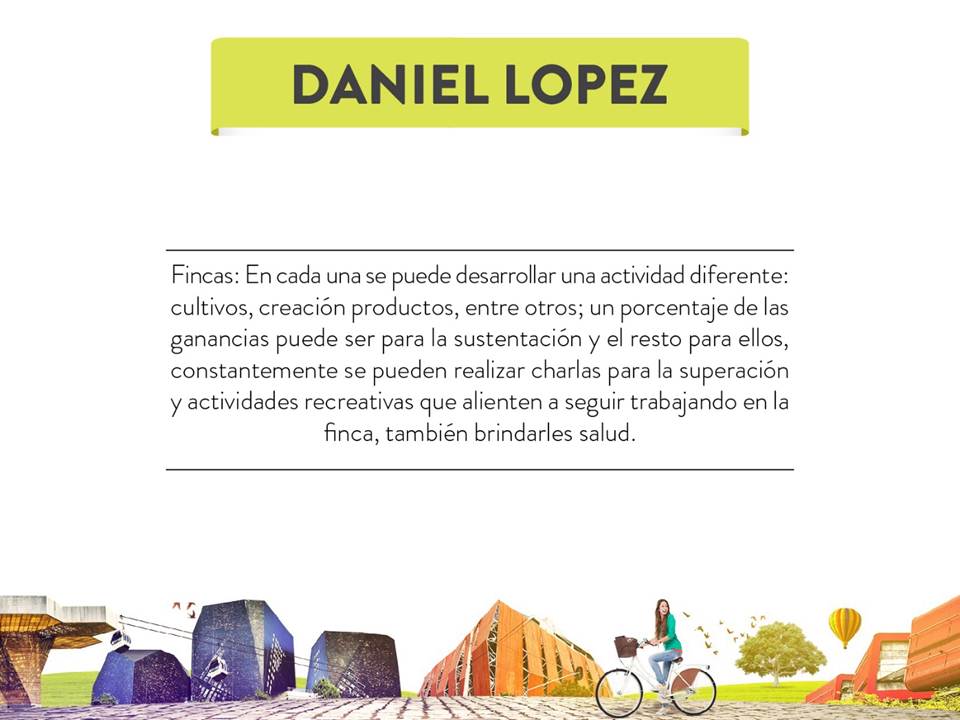 DANIEL LOPEZ
Fincas: En cada una se puede desarrollar una actividad diferente:
cultivos, creación productos, entre otros; un porcentaje de las
ganancias puede ser para la sustentación y el resto para ellos,
constantemente se pueden realizar charlas para la superación
y actividades recreativas que alienten a seguir trabajando en la
finca, también brindarles salud.